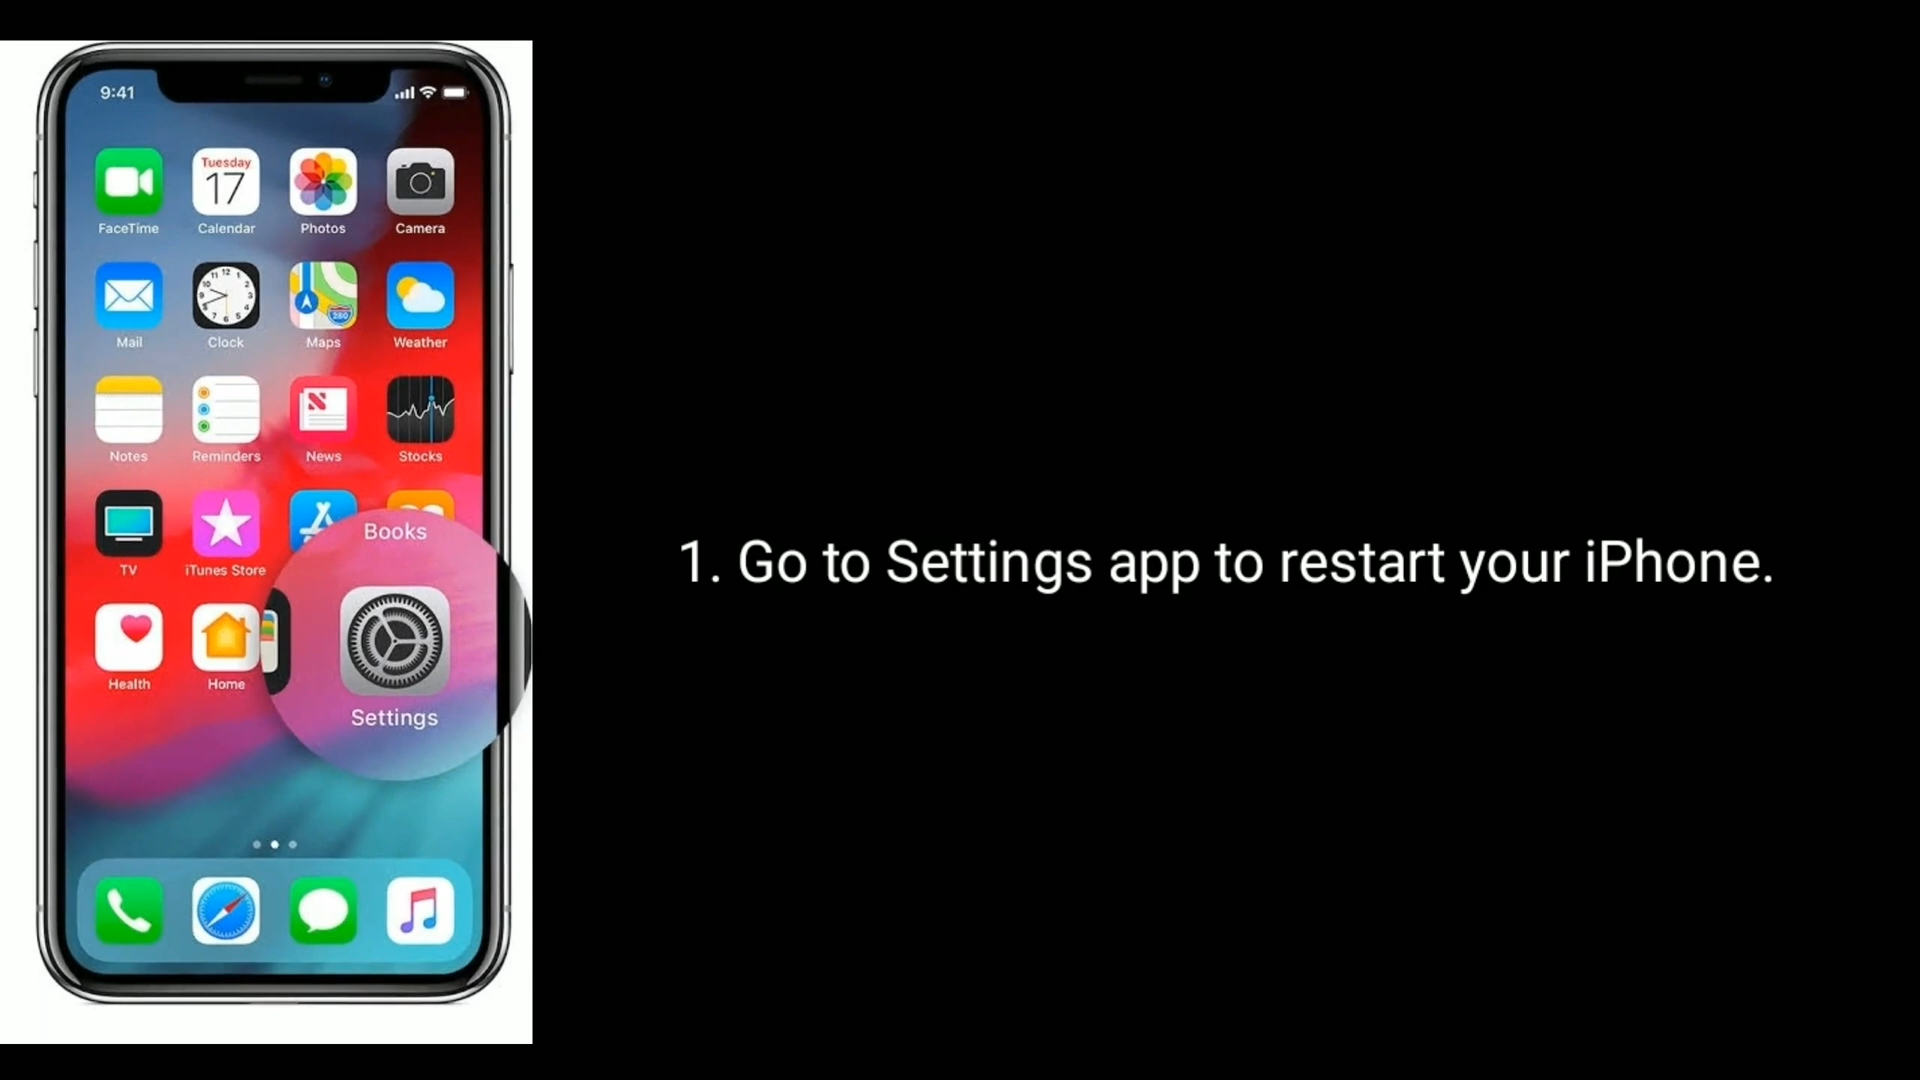 9:41
Tuesday
17
FaceTime
Calendar
Photos
Camera
280
Mail
Clock
Maps
Weather
Notes
Reminders
News
Stocks
Books
TV
iTunes Store
Health
Home
Settings
1. Go to Settings app to restart your iPhone.